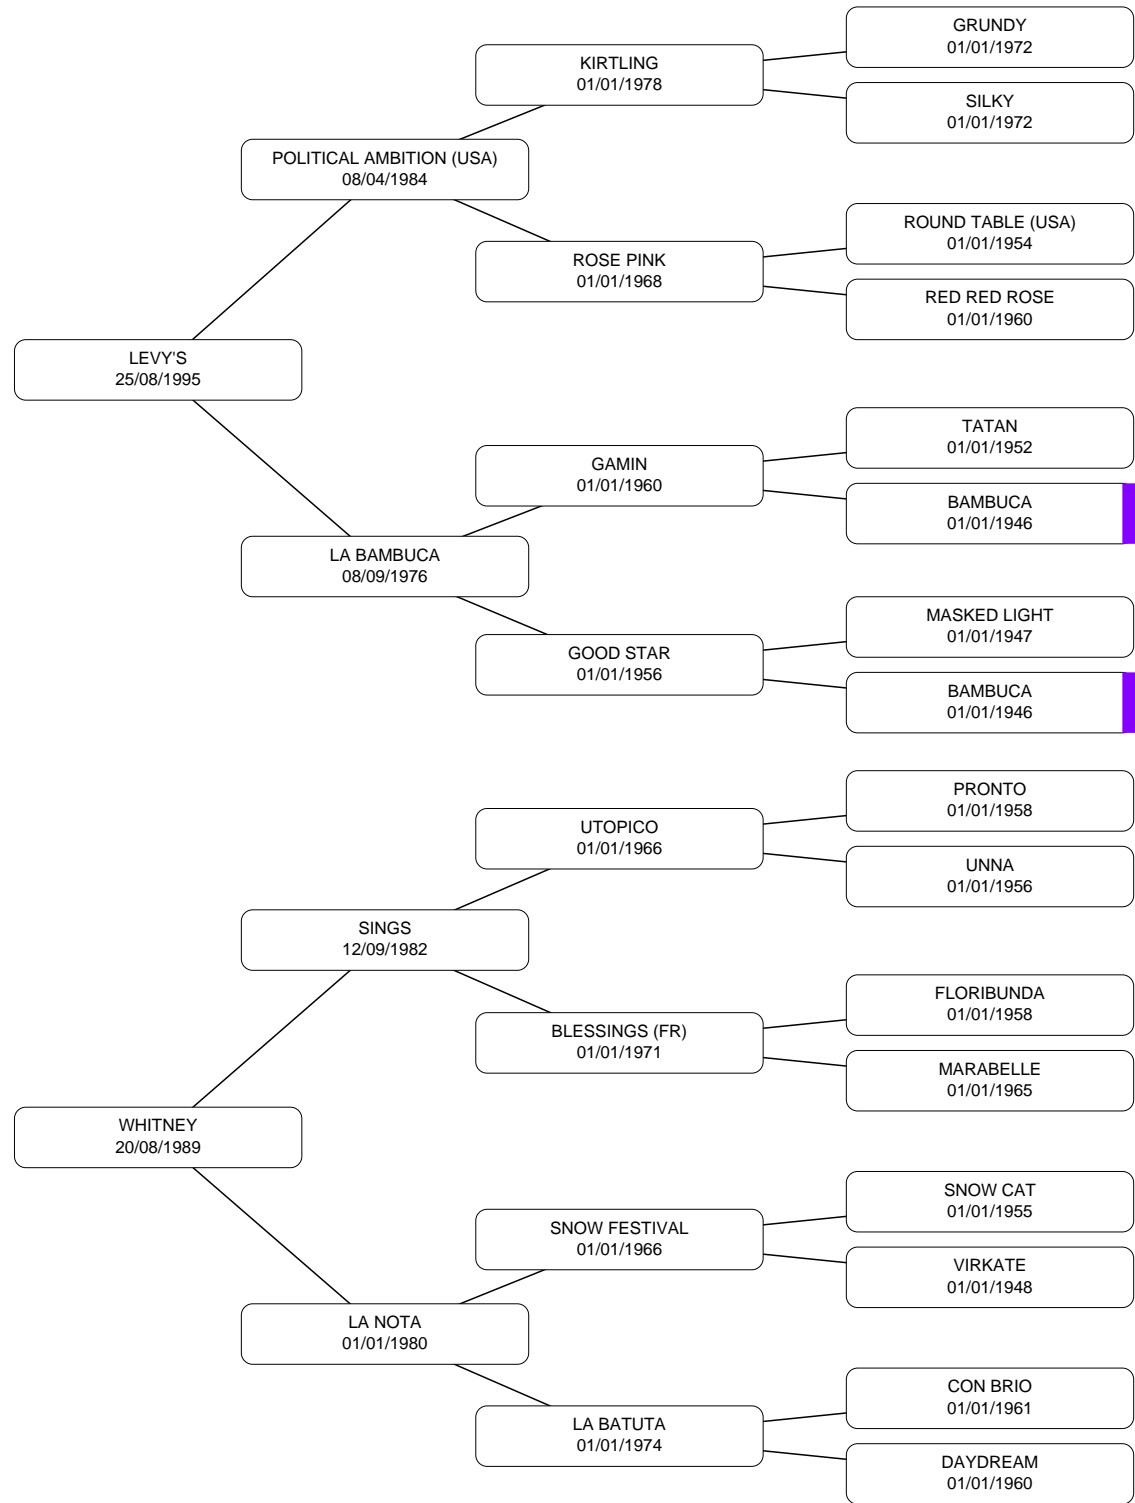 GRUNDY
01/01/1972
KIRTLING
01/01/1978
SILKY
01/01/1972
POLITICAL AMBITION (USA)
08/04/1984
ROUND TABLE (USA)
01/01/1954
ROSE PINK
01/01/1968
RED RED ROSE
01/01/1960
LEVY'S
25/08/1995
TATAN
01/01/1952
GAMIN
01/01/1960
BAMBUCA
01/01/1946
LA BAMBUCA
08/09/1976
MASKED LIGHT
01/01/1947
GOOD STAR
01/01/1956
BAMBUCA
01/01/1946
PRONTO
01/01/1958
UTOPICO
01/01/1966
UNNA
01/01/1956
SINGS
12/09/1982
FLORIBUNDA
01/01/1958
BLESSINGS (FR)
01/01/1971
MARABELLE
01/01/1965
WHITNEY
20/08/1989
SNOW CAT
01/01/1955
SNOW FESTIVAL
01/01/1966
VIRKATE
01/01/1948
LA NOTA
01/01/1980
CON BRIO
01/01/1961
LA BATUTA
01/01/1974
DAYDREAM
01/01/1960